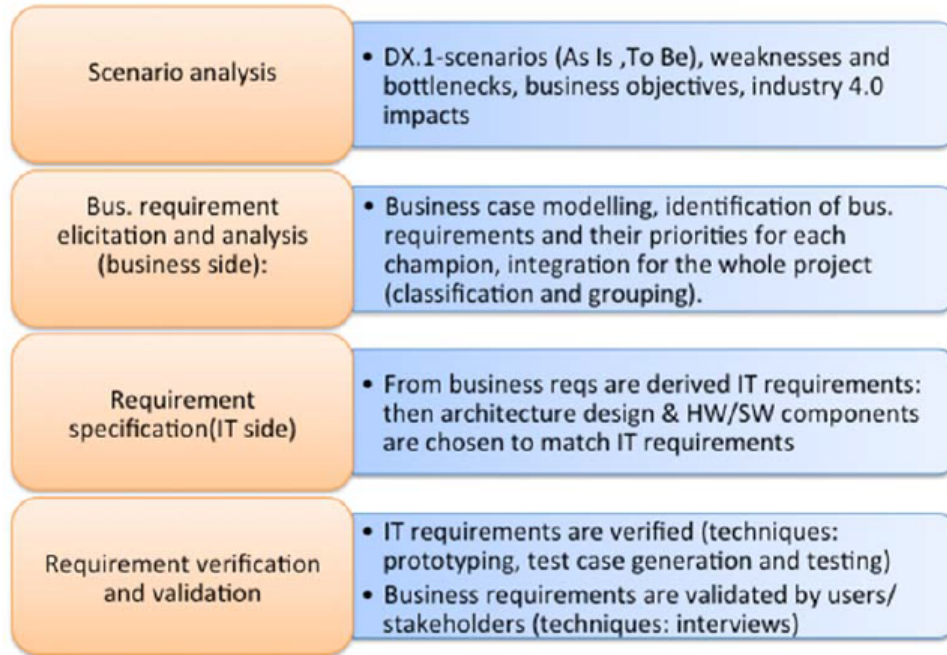 Scenario analysis
• DX.1-scenarios (As Is ,To Be), weaknesses and
bottlenecks, business objectives, industry 4.0
impacts
Bus. requirement
elicitation and analysis
(business side):
• Business case modelling, identification of bus.
requirements and their priorities for each
champion, integration for the whole project
(classification and grouping).
Requirement
specification(IT side)
• From business reqs are derived IT requirements:
then architecture design & HW/SW components
are chosen to match IT requirements
Requirement verification
and validation
• IT requirements are verified (techniques:
prototyping, test case generation and testing)
• Business requirements are validated by users/
stakeholders (techniques: interviews)